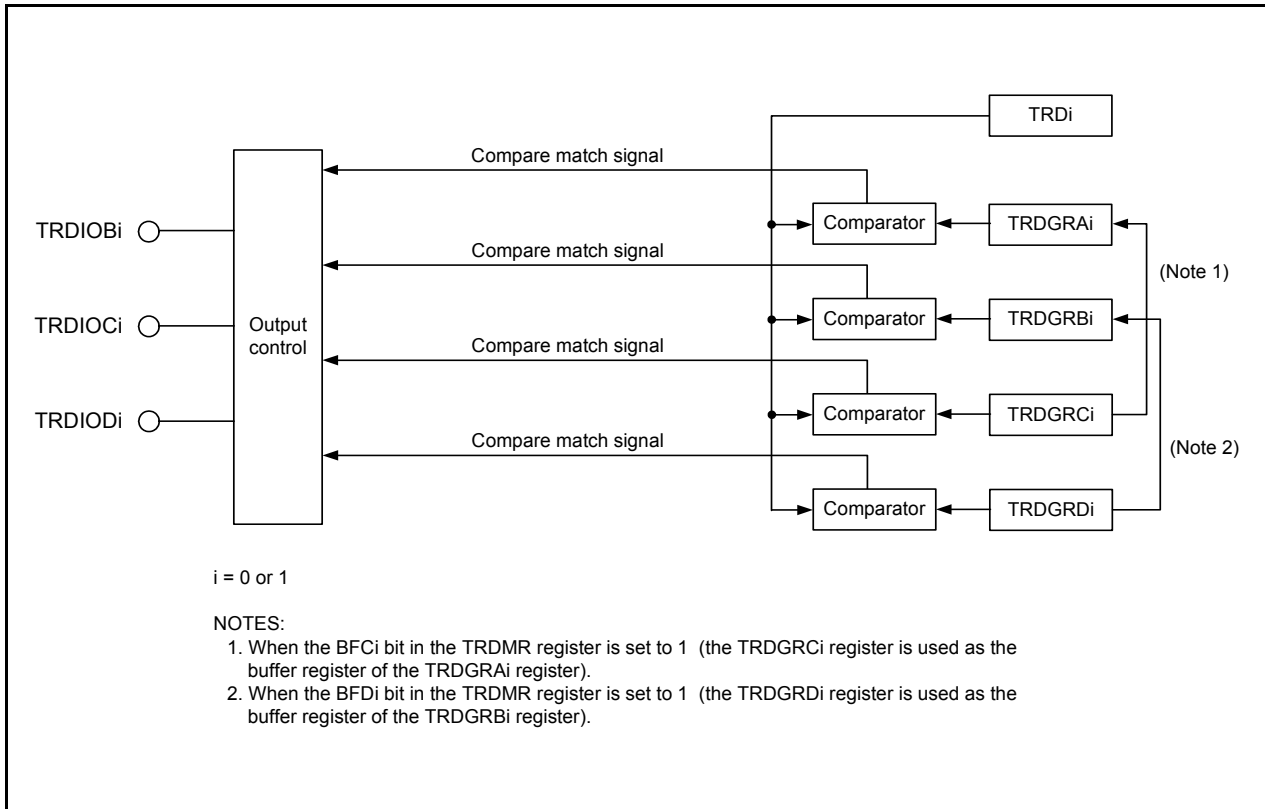 TRDi
Compare match signal
Comparator
TRDGRAi
TRDIOBi
Compare match signal
(Note 1)
Comparator
TRDGRBi
TRDIOCi
Output
control
Compare match signal
Comparator
TRDGRCi
TRDIODi
Compare match signal
(Note 2)
Comparator
TRDGRDi
i = 0 or 1
NOTES:
1. When the BFCi bit in the TRDMR register is set to 1 (the TRDGRCi register is used as the
buffer register of the TRDGRAi register).
2. When the BFDi bit in the TRDMR register is set to 1 (the TRDGRDi register is used as the
buffer register of the TRDGRBi register).